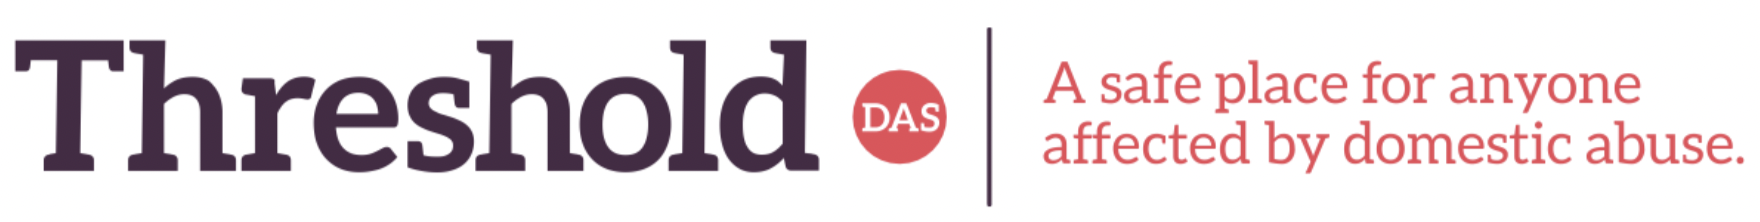 Threshold DAS
A safe place for anyone
affected by domestic abuse.